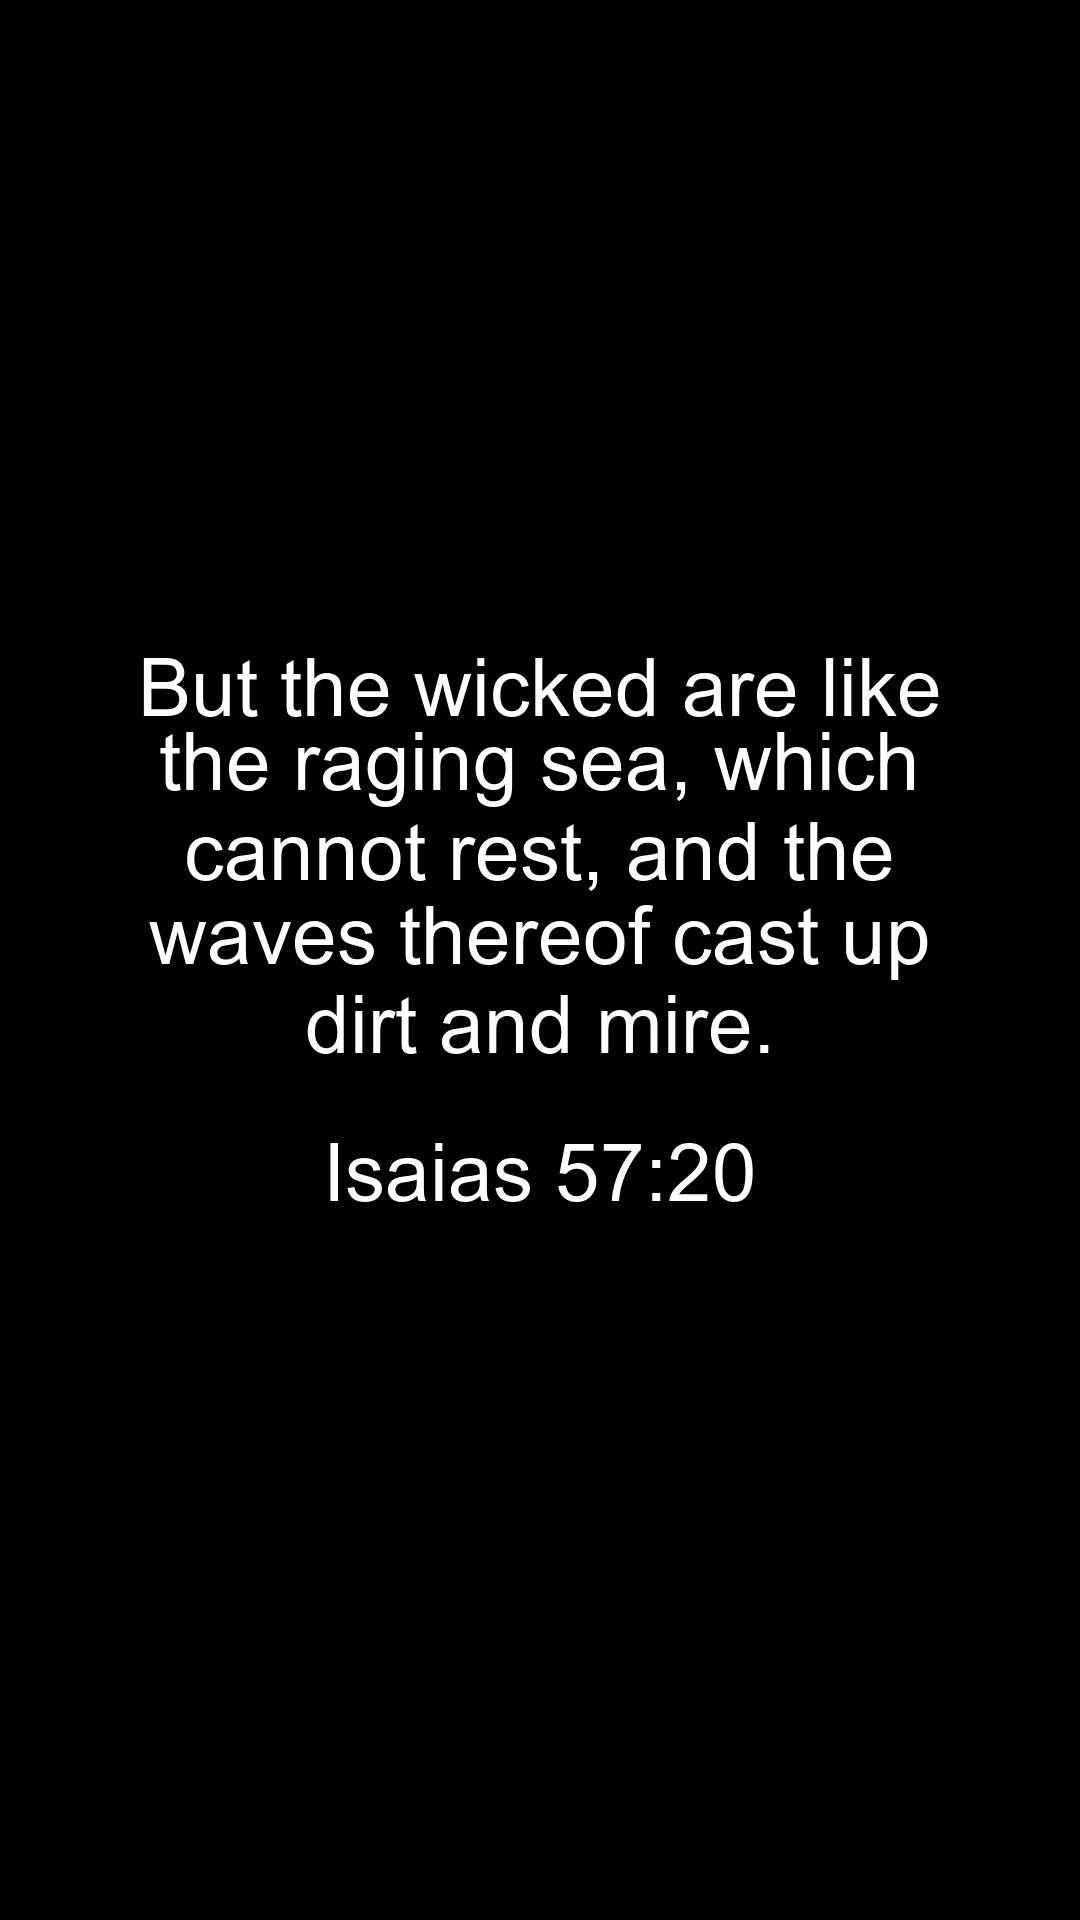 But the wicked are like
the raging sea, which
cannot rest, and the
waves thereof cast up
dirt and mire.
Isaias 57:20